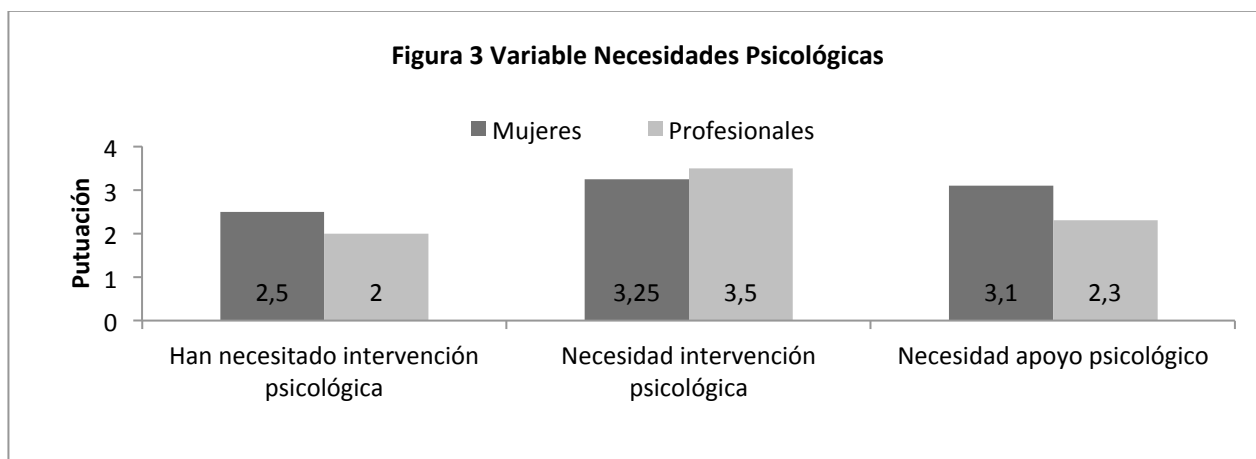 Figura 3 Variable Necesidades Psicológicas
Mujeres Profesionales
Putuación
4
3
2
1
0
2,5 2 3,25 3,5 3,1 2,3
Han necesitado intervención psicológica
Necesidad intervención psicológica
Necesidad apoyo psicológico